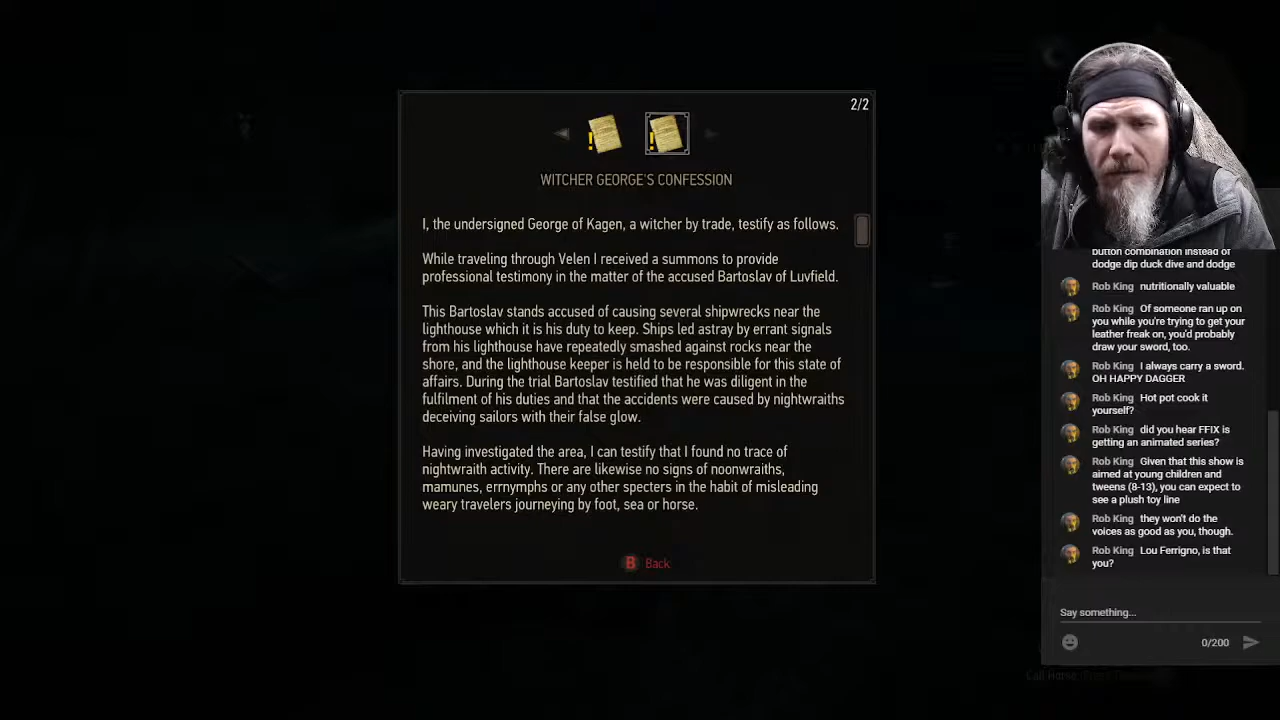 2/2
WITCHER GEORGE'S CONFESSION
I, the undersigned George of Kagen, a witcher by trade, testify as follows.
While traveling through Velen I received a summons to provide
professional testimony in the matter of the accused Bartoslav of Luvfield.
This Bartoslav stands accused of causing several shipwrecks near the
lighthouse which it is his duty to keep. Ships led astray by errant signals
from his lighthouse have repeatedly smashed against rocks near the
shore, and the lighthouse keeper is held to be responsible for this state of
affairs. During the trial Bartoslav testified that he was diligent in the
fulfilment of his duties and that the accidents were caused by nightwraiths
deceiving sailors with their false glow.
Having investigated the area, I can testify that I found no trace of
nightwraith activity. There are likewise no signs of noonwraiths,
mamunes, errnymphs or any other specters in the habit of misleading
weary travelers journeying by foot, sea or horse.
B Back
button combination instead of
dodge dip duck dive and dodge
Rob King nutritionally valuable
Rob King Of someone ran up on
you while you're trying to get your
leather freak on, you'd probably
draw your sword, too.
Rob King I always carry a sword.
OH HAPPY DAGGER
Rob King Hot pot cook it
yourself?
Rob King did you hear FFIX is
getting an animated series?
Rob King Given that this show is
aimed at young children and
tweens (8-13), you can expect to
see a plush toy line
Rob King they won't do the
voices as good as you, though.
Rob King Lou Ferrigno, is that
you?
Say something...
0/200
Call Horse